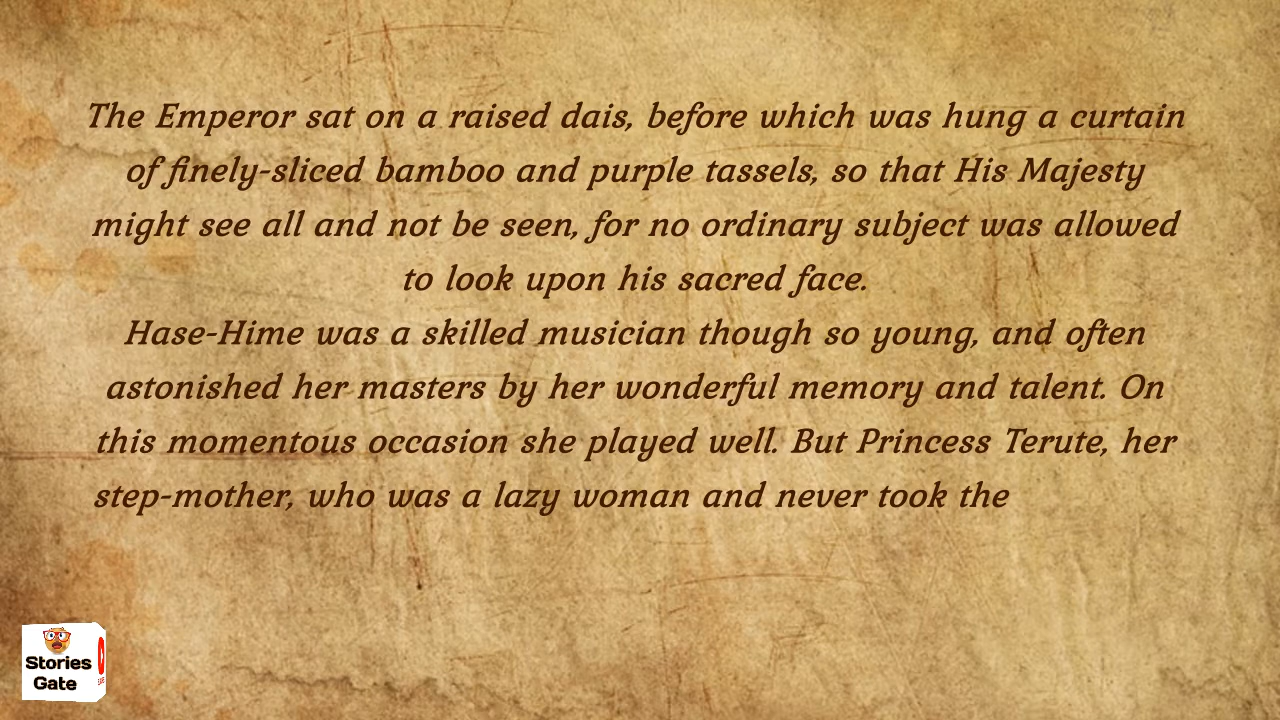 The Emperor sat on a raised dais, before which was hung a curtain
of finely-sliced bamboo and purple tassels, so that His Majesty
might see all and not be seen, for no ordinary subject was allowed
to look upon his sacred face.
Hase-Hime was a skilled musician though so young, and often
astonished her masters by her wonderful memory and talent. On
this momentous occasion she played well. But Princess Terute, her
step-mother, who was a lazy woman and never took the
Stories
Gate